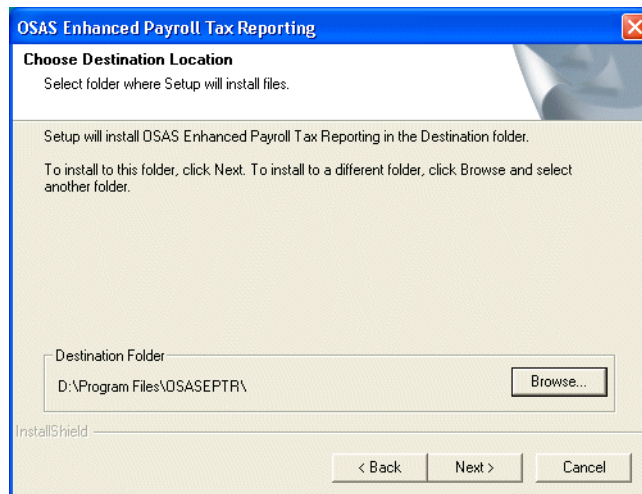 OSAS Enhanced Payroll Tax Reporting
Choose Destination Location
Select folder where Setup will install files.
Setup will install OSAS Enhanced Payroll Tax Reporting in the Destination folder.
To install to this folder, click Next. To install to a different folder, click Browse and select
another folder.
Destination Folder
D:\Program Files\OSASEPTR\
Browse...
InstallShield
< Back
Next >
Cancel